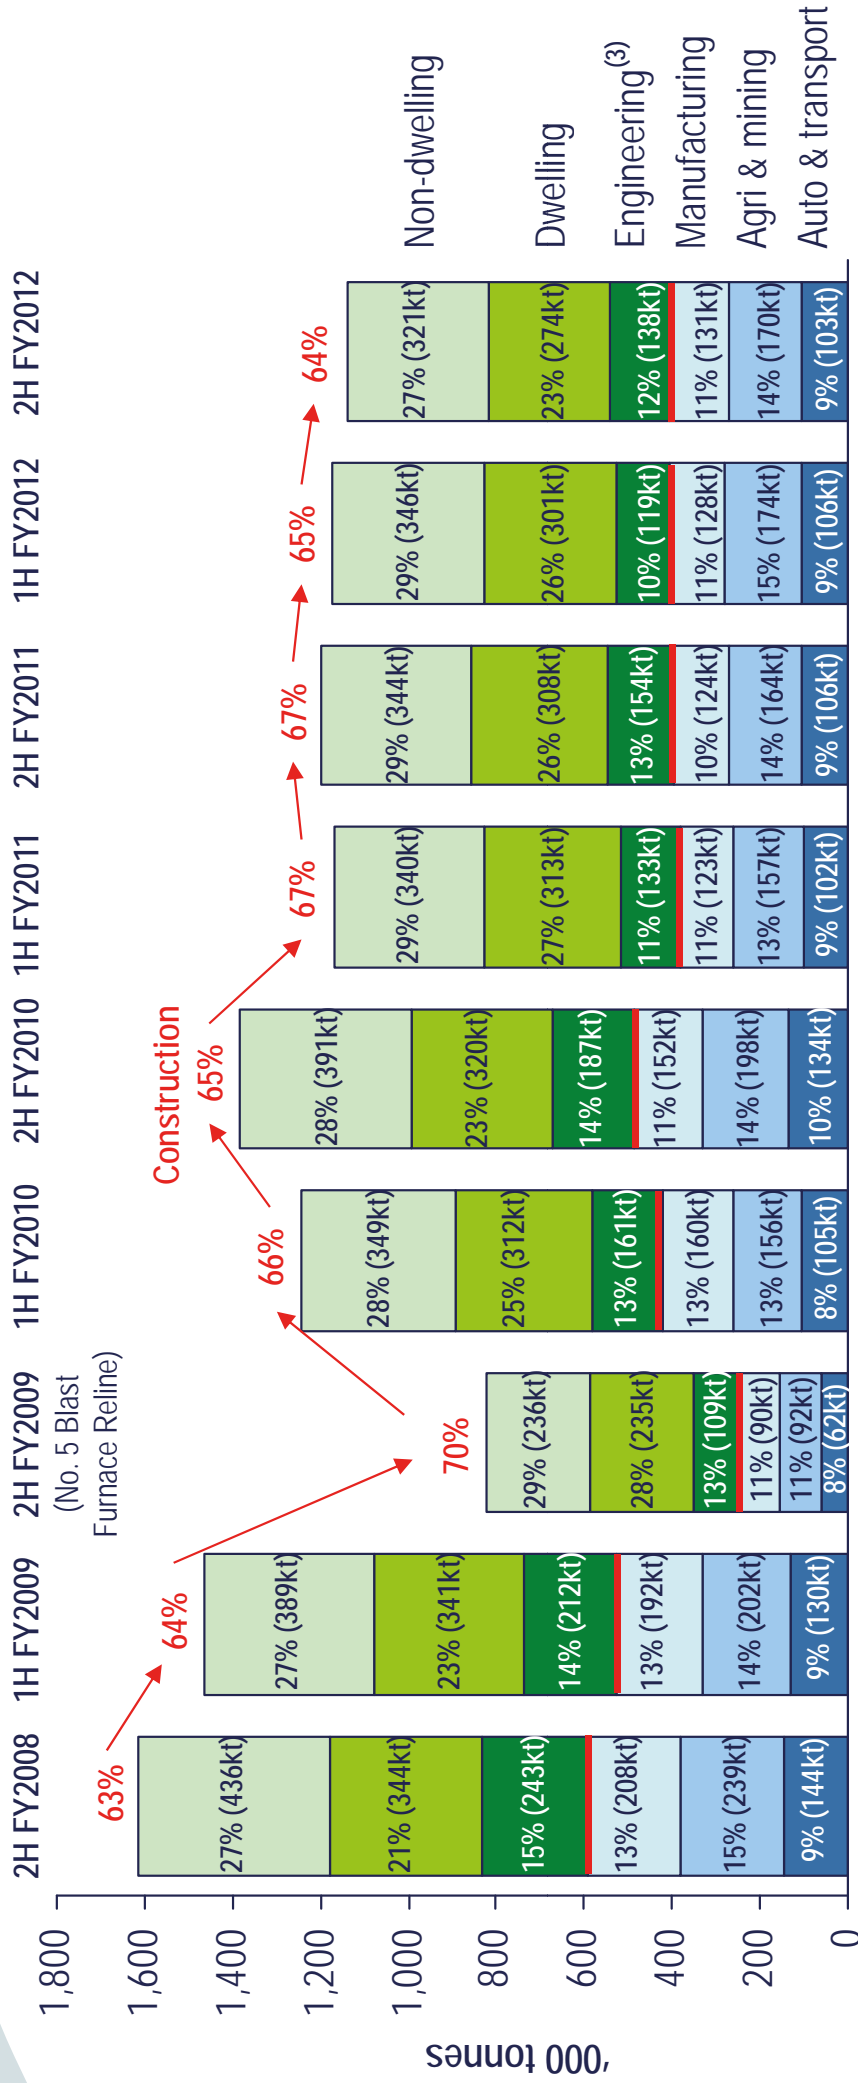 2H FY2008
1H FY2009
2H FY2009
(No. 5 Blast
Furnace Reline)
1H FY2010
2H FY2010
1H FY2011
2H FY2011
1H FY2012
2H FY2012
Construction
63%
64%
70%
66%
65%
67%
67%
65%
64%
'000 tonnes
1,800
1,600
1,400
1,200
1,000
800
600
400
200
0
27% (436kt)
21% (344kt)
15% (243kt)
13% (208kt)
15% (239kt)
9% (144kt)
27% (389kt)
23% (341kt)
14% (212kt)
13% (192kt)
14% (202kt)
9% (130kt)
29% (236kt)
28% (235kt)
13% (109kt)
11% (90kt)
11% (92kt)
8% (62kt)
28% (349kt)
25% (312kt)
13% (161kt)
13% (160kt)
13% (156kt)
8% (105kt)
28% (391kt)
23% (320kt)
14% (187kt)
11% (152kt)
14% (198kt)
10% (134kt)
29% (340kt)
27% (313kt)
11% (133kt)
11% (123kt)
13% (157kt)
9% (102kt)
29% (344kt)
26% (308kt)
13% (154kt)
10% (124kt)
14% (164kt)
9% (106kt)
29% (346kt)
26% (301kt)
10% (119kt)
11% (128kt)
15% (174kt)
9% (106kt)
27% (321kt)
23% (274kt)
12% (138kt)
11% (131kt)
14% (170kt)
9% (103kt)
Non-dwelling
Dwelling
Engineering(3)
Manufacturing
Agri & mining
Auto & transport